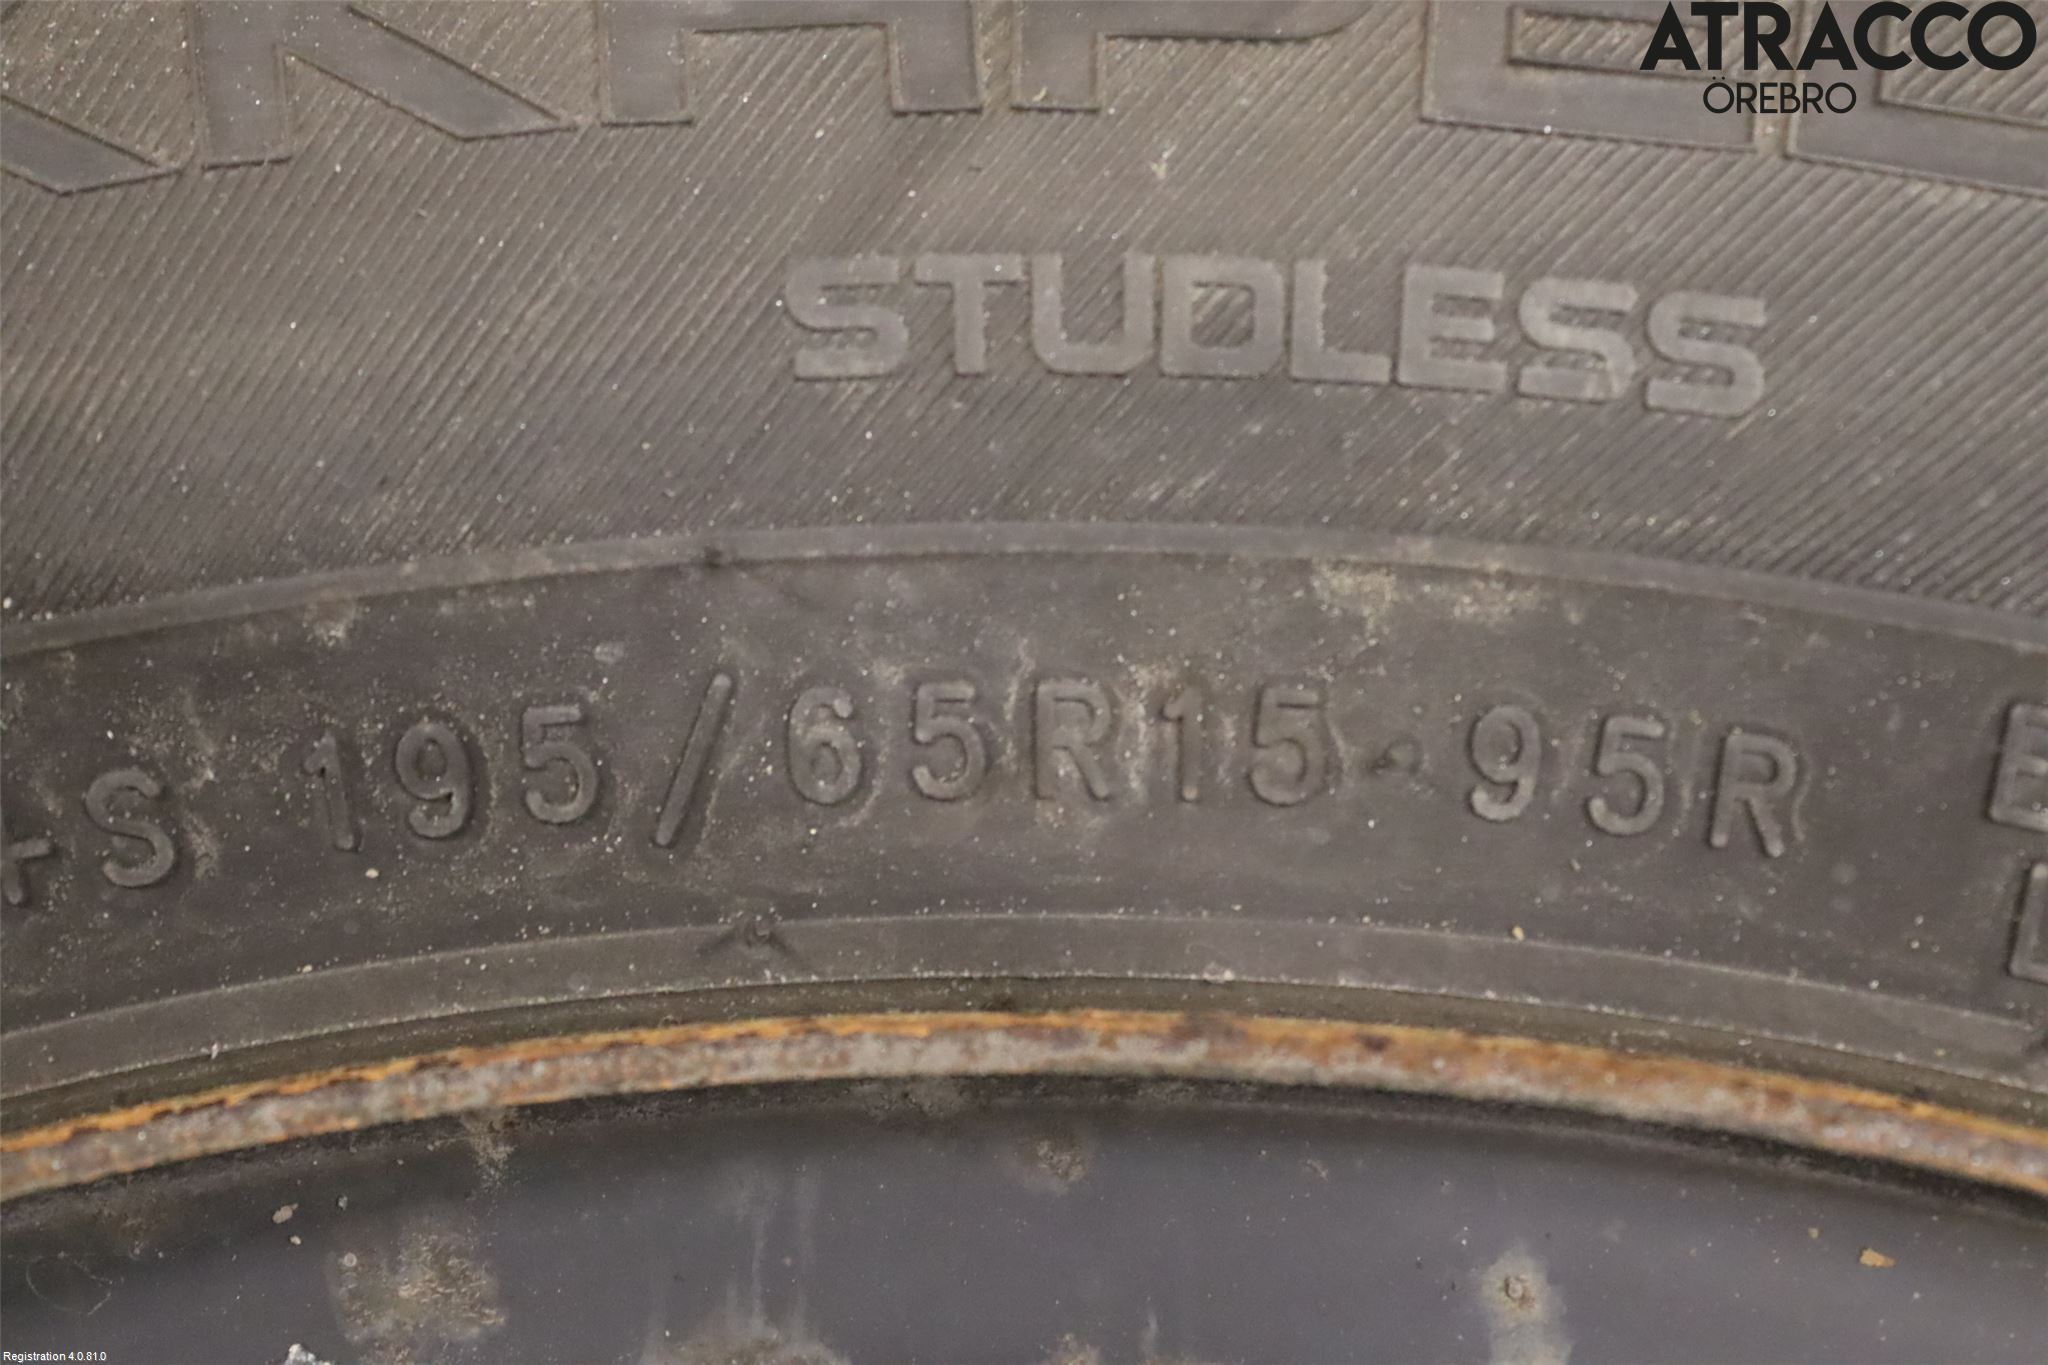 ATRACCO
ÖREBRO
STUDLESS
+S 195/65R15 95R
Registration 4.0.81.0